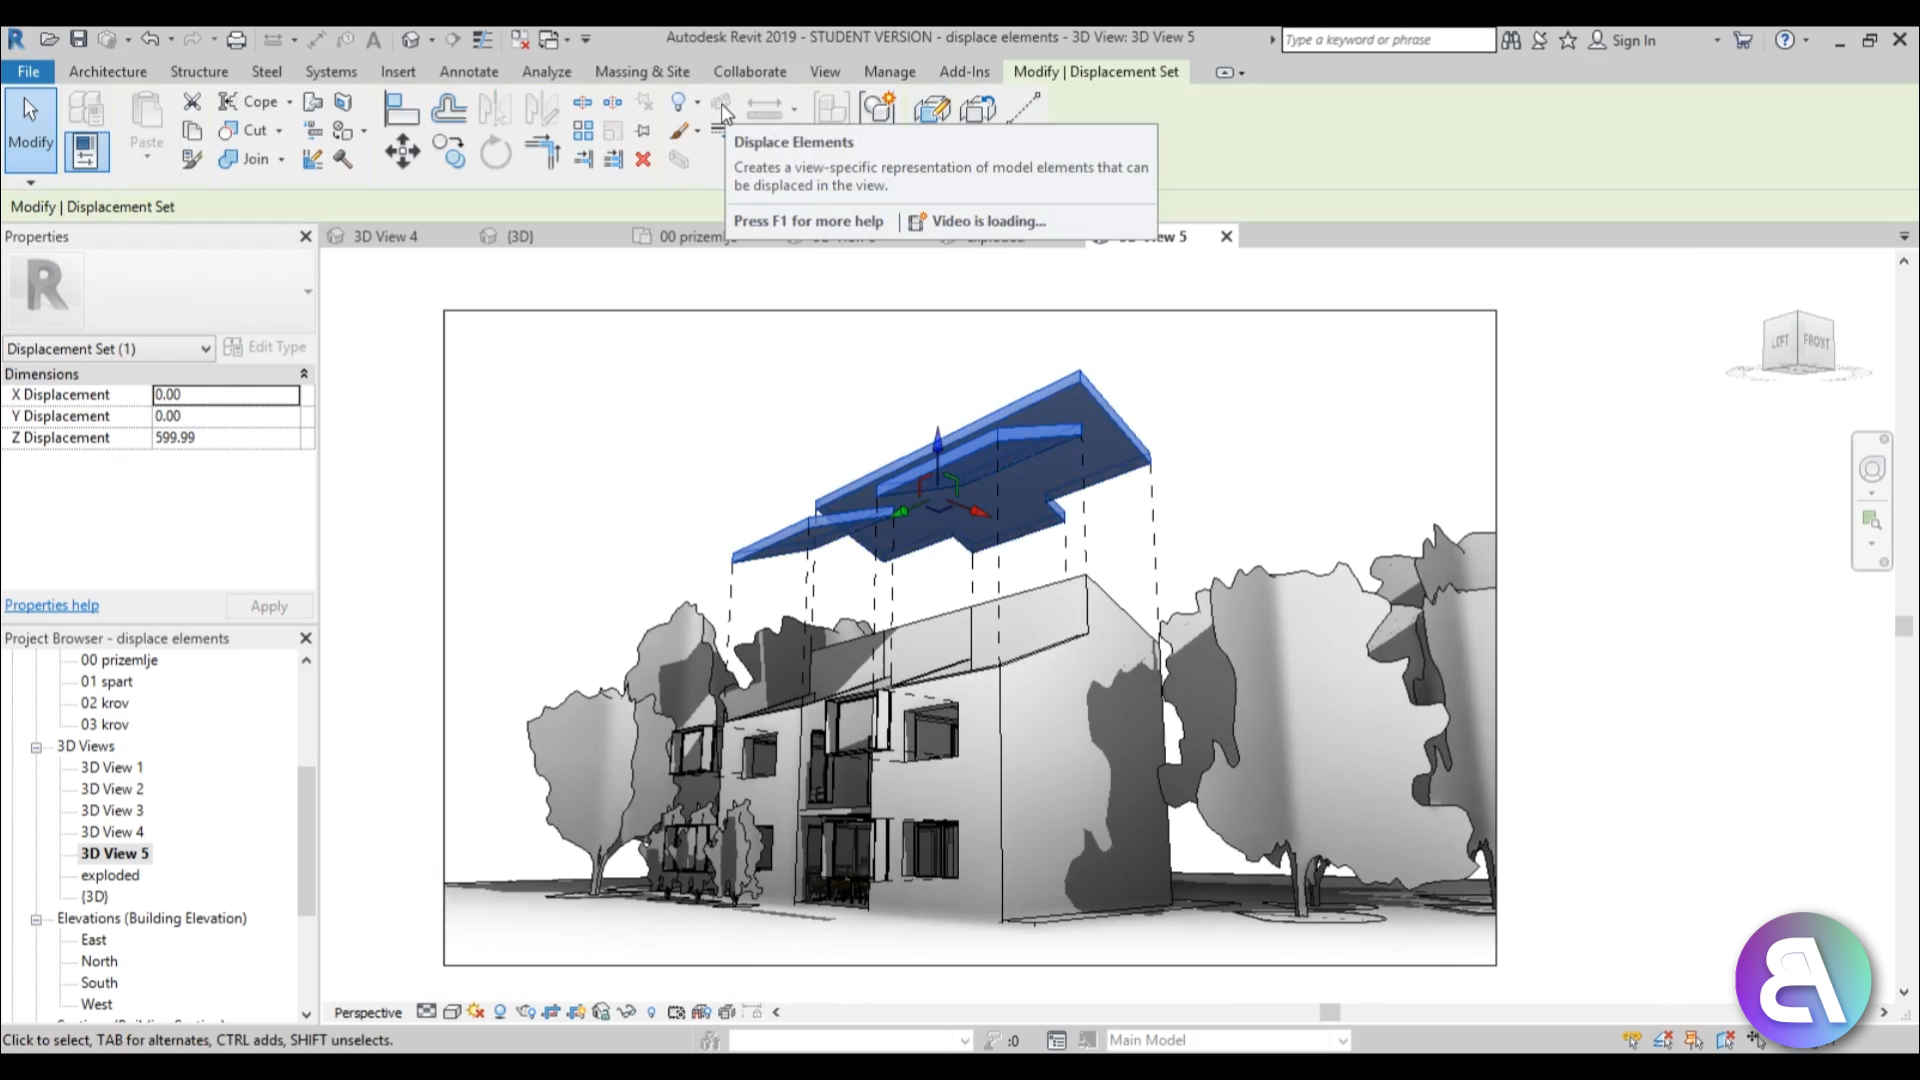 Autodesk Revit 2019 - STUDENT VERSION - displace elements - 3D View: 3D View 5
Type a keyword or phrase
Sign In
File
Architecture
Structure
Steel
Systems
Insert
Annotate
Analyze
Massing & Site
Collaborate
View
Manage
Add-Ins
Modify | Displacement Set
Modify
Paste
Cope
Cut
Join
Displace Elements
Creates a view-specific representation of model elements that can
be displaced in the view.
Press F1 for more help
Video is loading...
Modify | Displacement Set
Properties
3D View 4
{3D}
00 prizemlje
exploded
View 5
R
Displacement Set (1)
Edit Type
Dimensions
X Displacement 0.00
Y Displacement 0.00
Z Displacement 599.99
LEFT
FRONT
Properties help
Apply
Project Browser - displace elements
00 prizemlje
01 spart
02 krov
03 krov
3D Views
3D View 1
3D View 2
3D View 3
3D View 4
3D View 5
exploded
{3D}
Elevations (Building Elevation)
East
North
South
West
Perspective
Click to select, TAB for alternates, CTRL adds, SHIFT unselects.
:0
Main Model